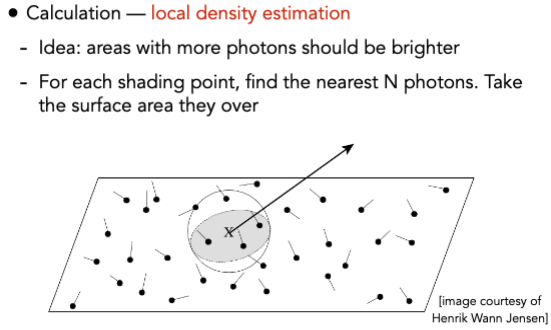 • Calculation — local density estimation
- Idea: areas with more photons should be brighter
- For each shading point, find the nearest N photons. Take
the surface area they over
X
[image courtesy of
Henrik Wann Jensen]